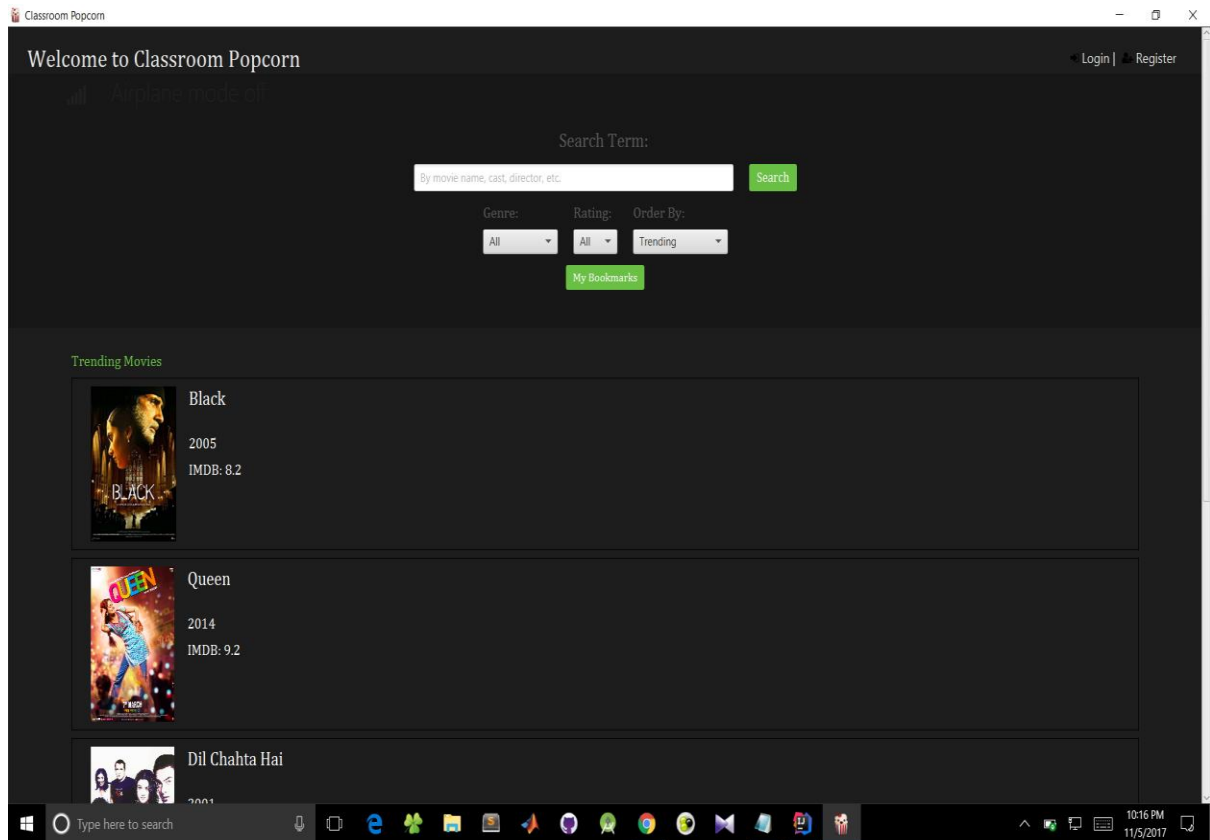 Classroom Popcorn
Welcome to Classroom Popcorn
Login | Register
Airplane mode off
Search Term:
By movie name, cast, director, etc.
Search
Genre: Rating: Order By:
All All Trending
My Bookmarks
Trending Movies
Black
2005
IMDB: 8.2
BLACK
Queen
2014
IMDB: 9.2
QUEEN
7th MARCH
Dil Chahta Hai
2001
Type here to search
10:16 PM
11/5/2017